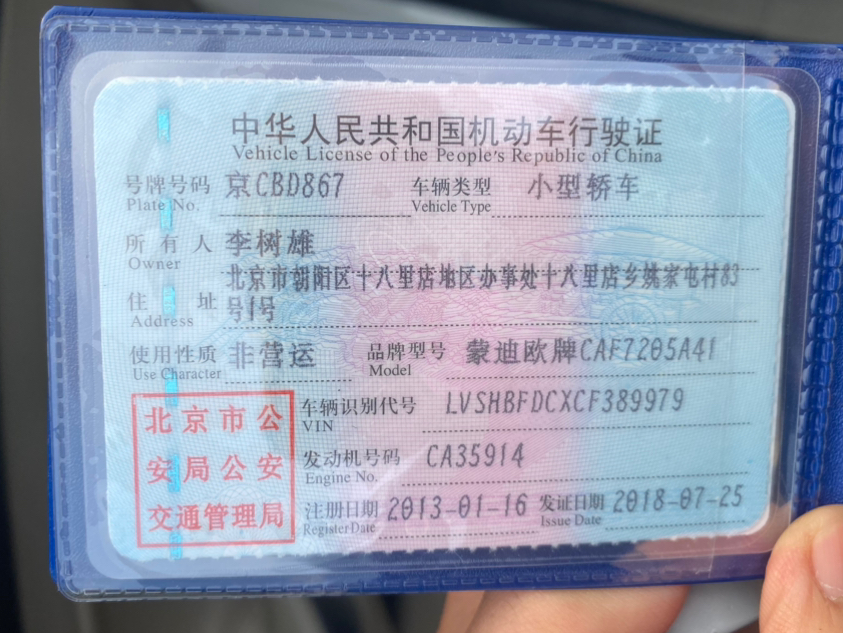 中华人民共和国机动车行驶证
Vehicle License of the People's Republic of China
号牌号码 京CBD867 车辆类型 小型轿车
Plate No. Vehicle Type
所有人 李树雄
Owner
北京市朝阳区十八里店地区办事处十八里店乡姚家屯村83
住址 号1号
Address
使用性质 非营运 品牌型号 蒙迪欧牌CAF7205A41
Use Character Model
车辆识别代号 LVSHBFDCXCF389979
VIN
发动机号码 CA35914
Engine No.
注册日期 2013-01-16 发证日期 2018-07-25
Register Date Issue Date
北京市公
安局公安
交通管理局